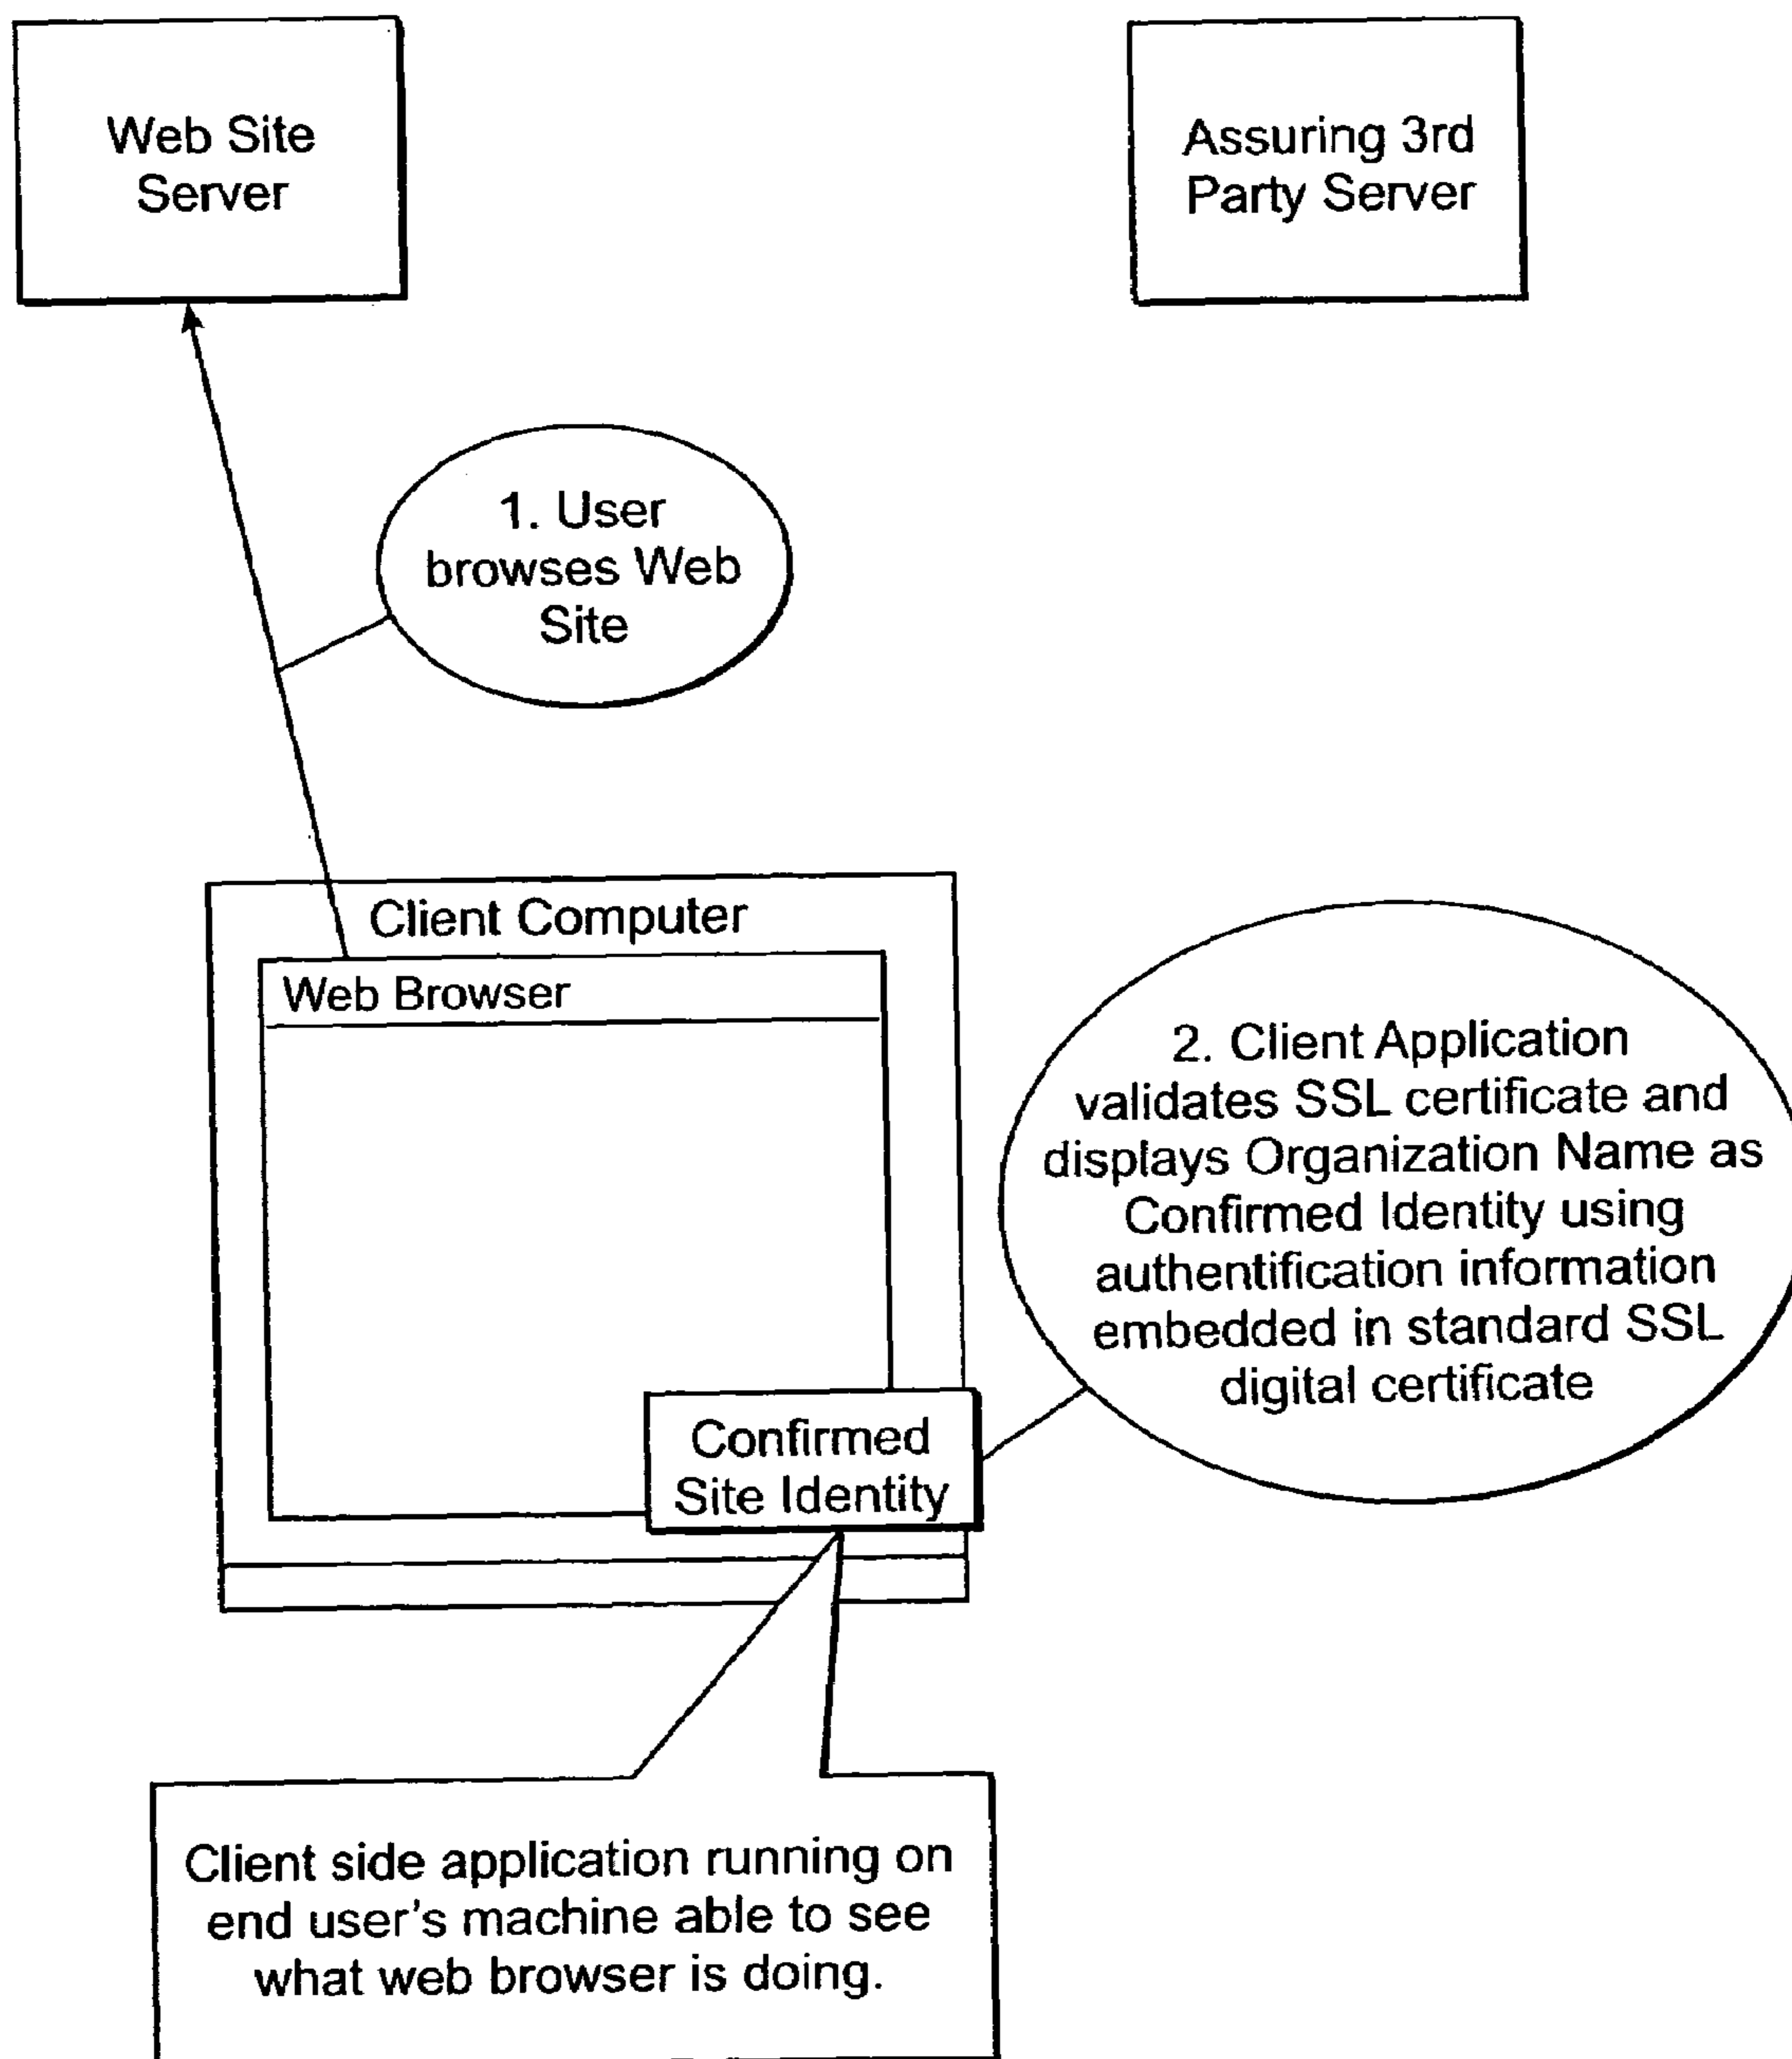 Web Site
Server
Assuring 3rd
Party Server
1. User
browses Web
Site
Client Computer
Web Browser
2. Client Application
validates SSL certificate and
displays Organization Name as
Confirmed Identity using
authentification information
embedded in standard SSL
digital certificate
Confirmed
Site Identity
Client side application running on
end user's machine able to see
what web browser is doing.